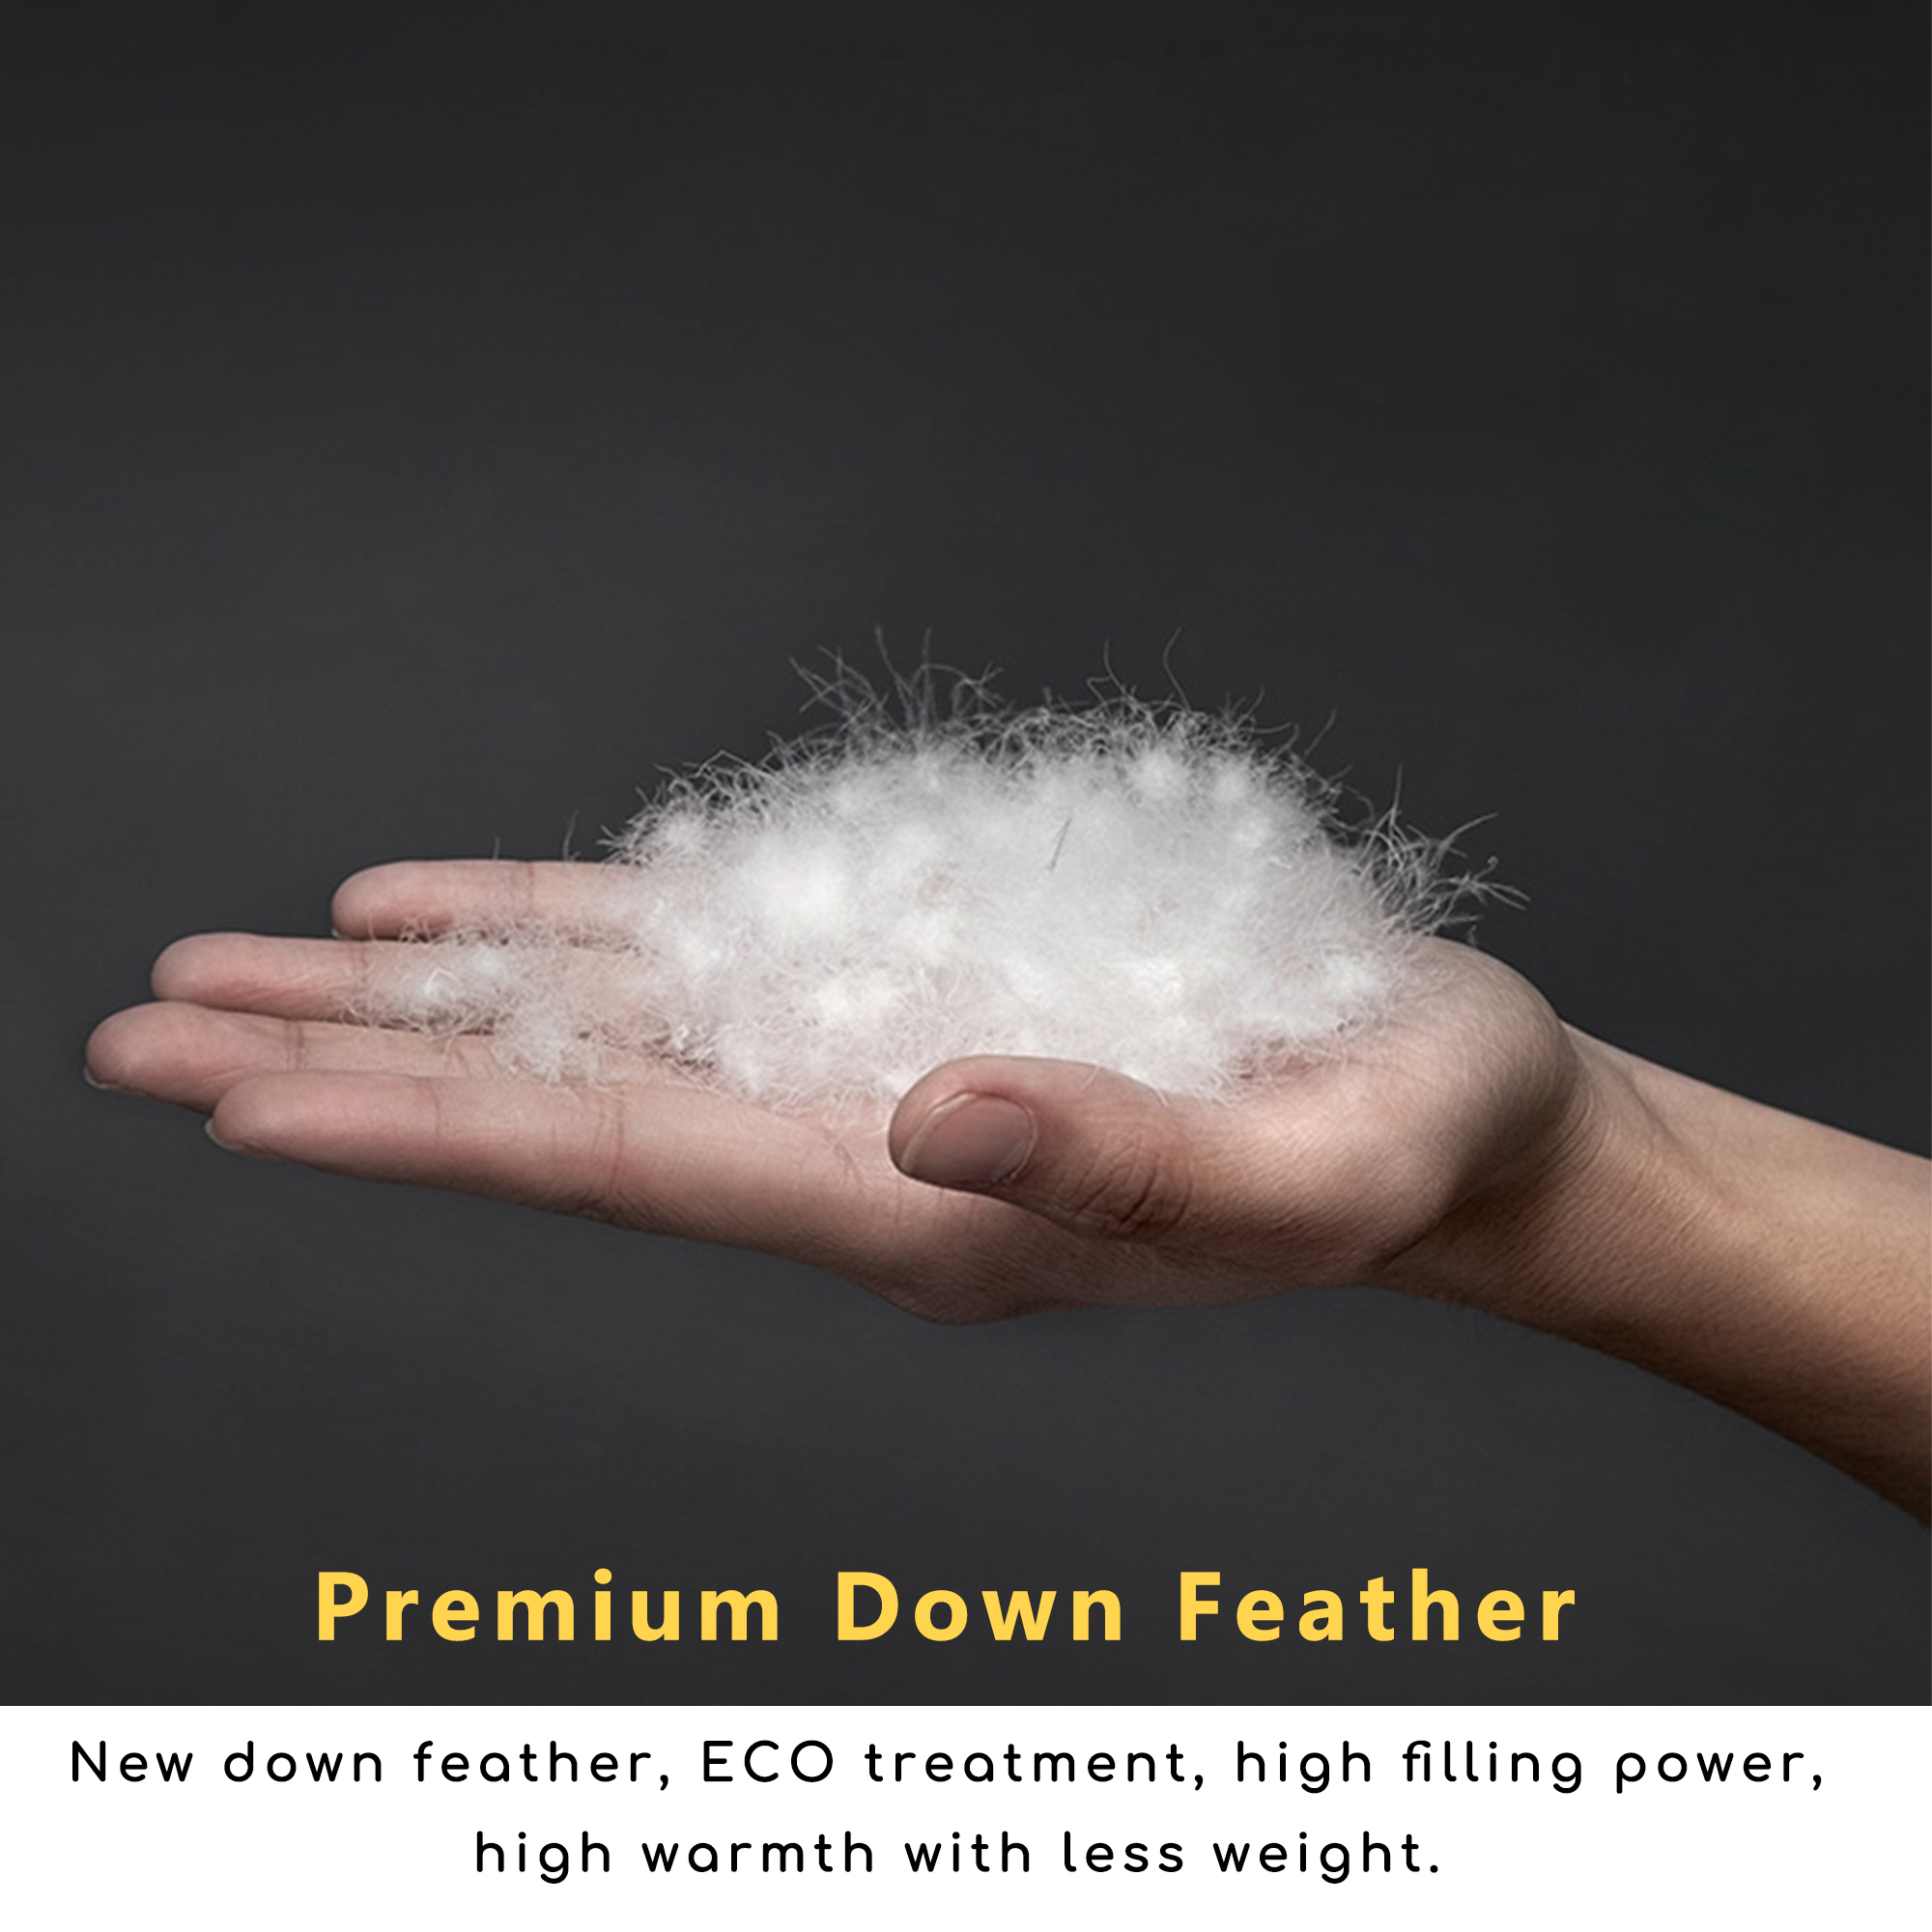 Premium Down Feather
New down feather, ECO treatment, high filling power,
high warmth with less weight.